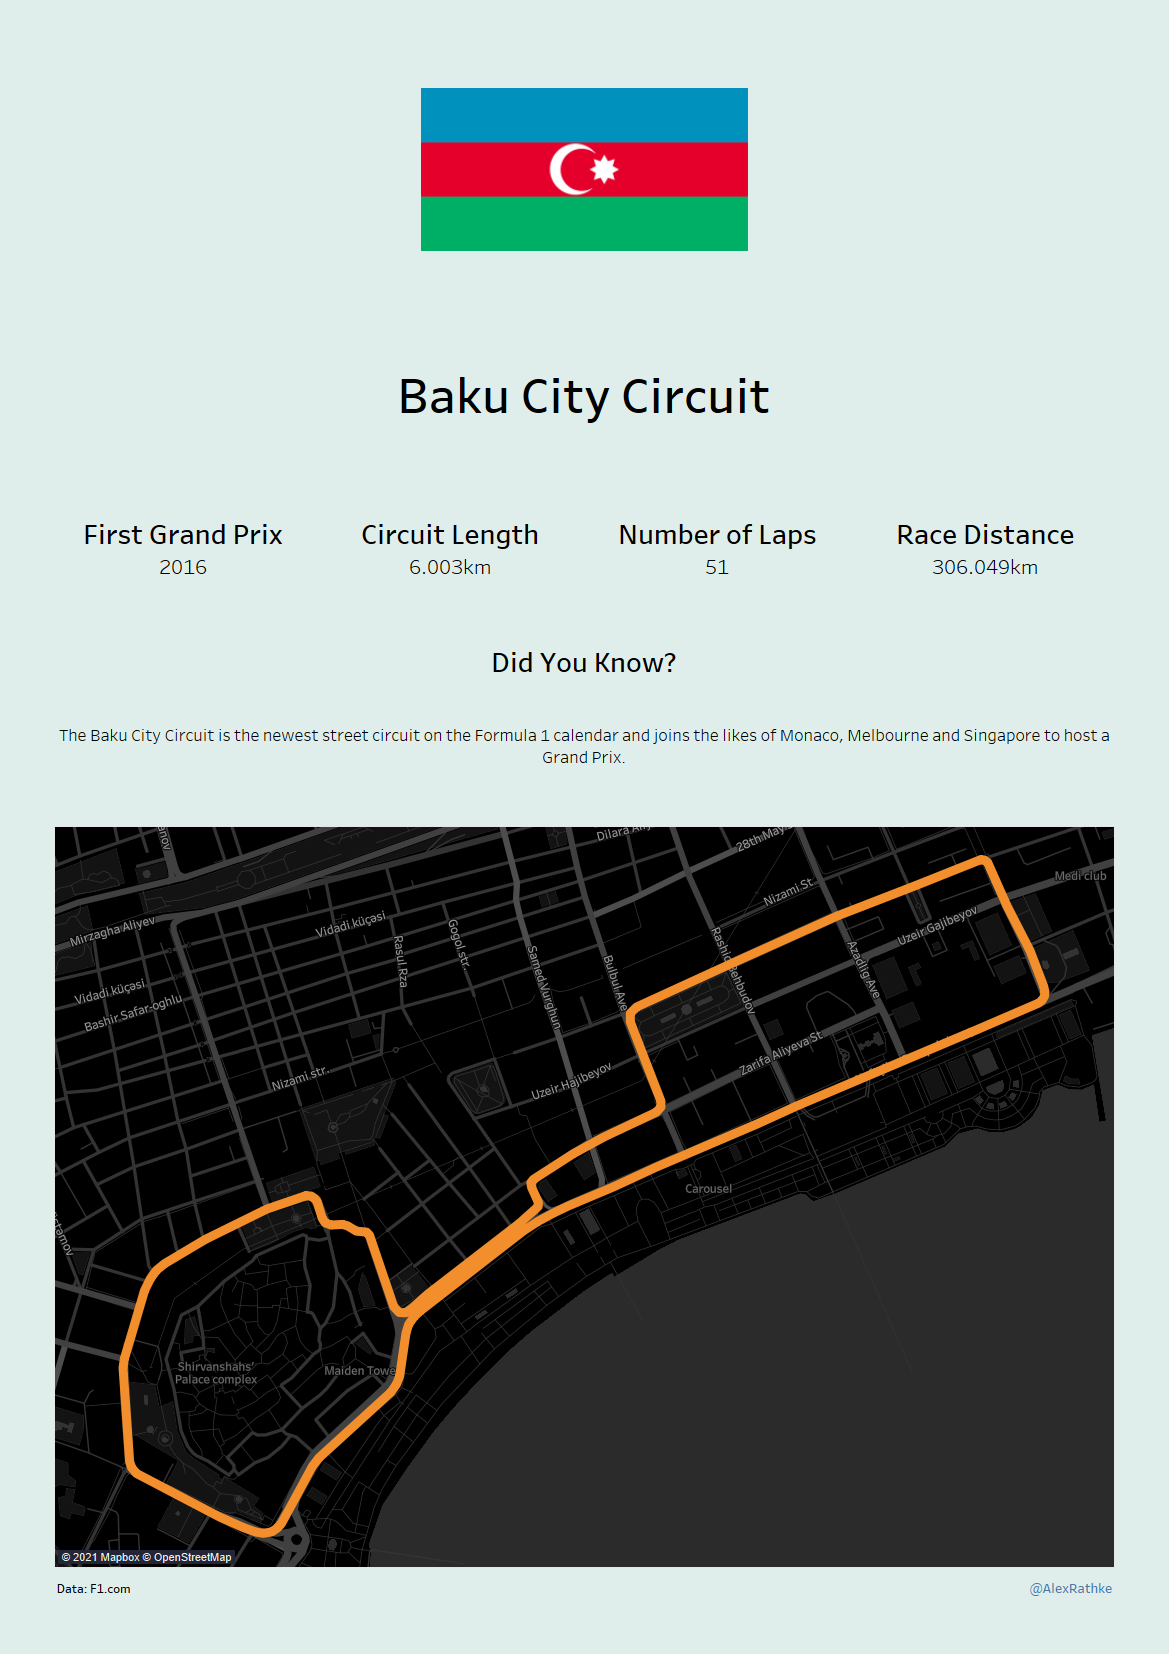 Baku City Circuit
First Grand Prix
2016
Circuit Length
6.003km
Number of Laps
51
Race Distance
306.049km
Did You Know?
The Baku City Circuit is the newest street circuit on the Formula 1 calendar and joins the likes of Monaco, Melbourne and Singapore to host a
Grand Prix.
28th May
Medi club
Nizami St
Mirzagha Aliyev
Vidadi küçəsi
Uzeir Gajibeyov
Rasul Rza
Gogol str.
Samed Vurghun
Bulbul Ave
Rashid Behbudov
Azadlig Ave
Vidadi küçəsi
Bashir Safar-oghlu
Nizami str.
Uzeir Hajibeyov
Zarifa Aliyeva St
Carousel
Shirvanshahs'
Palace complex
Maiden Towe
© 2021 Mapbox © OpenStreetMap
Data: F1.com
@AlexRathke